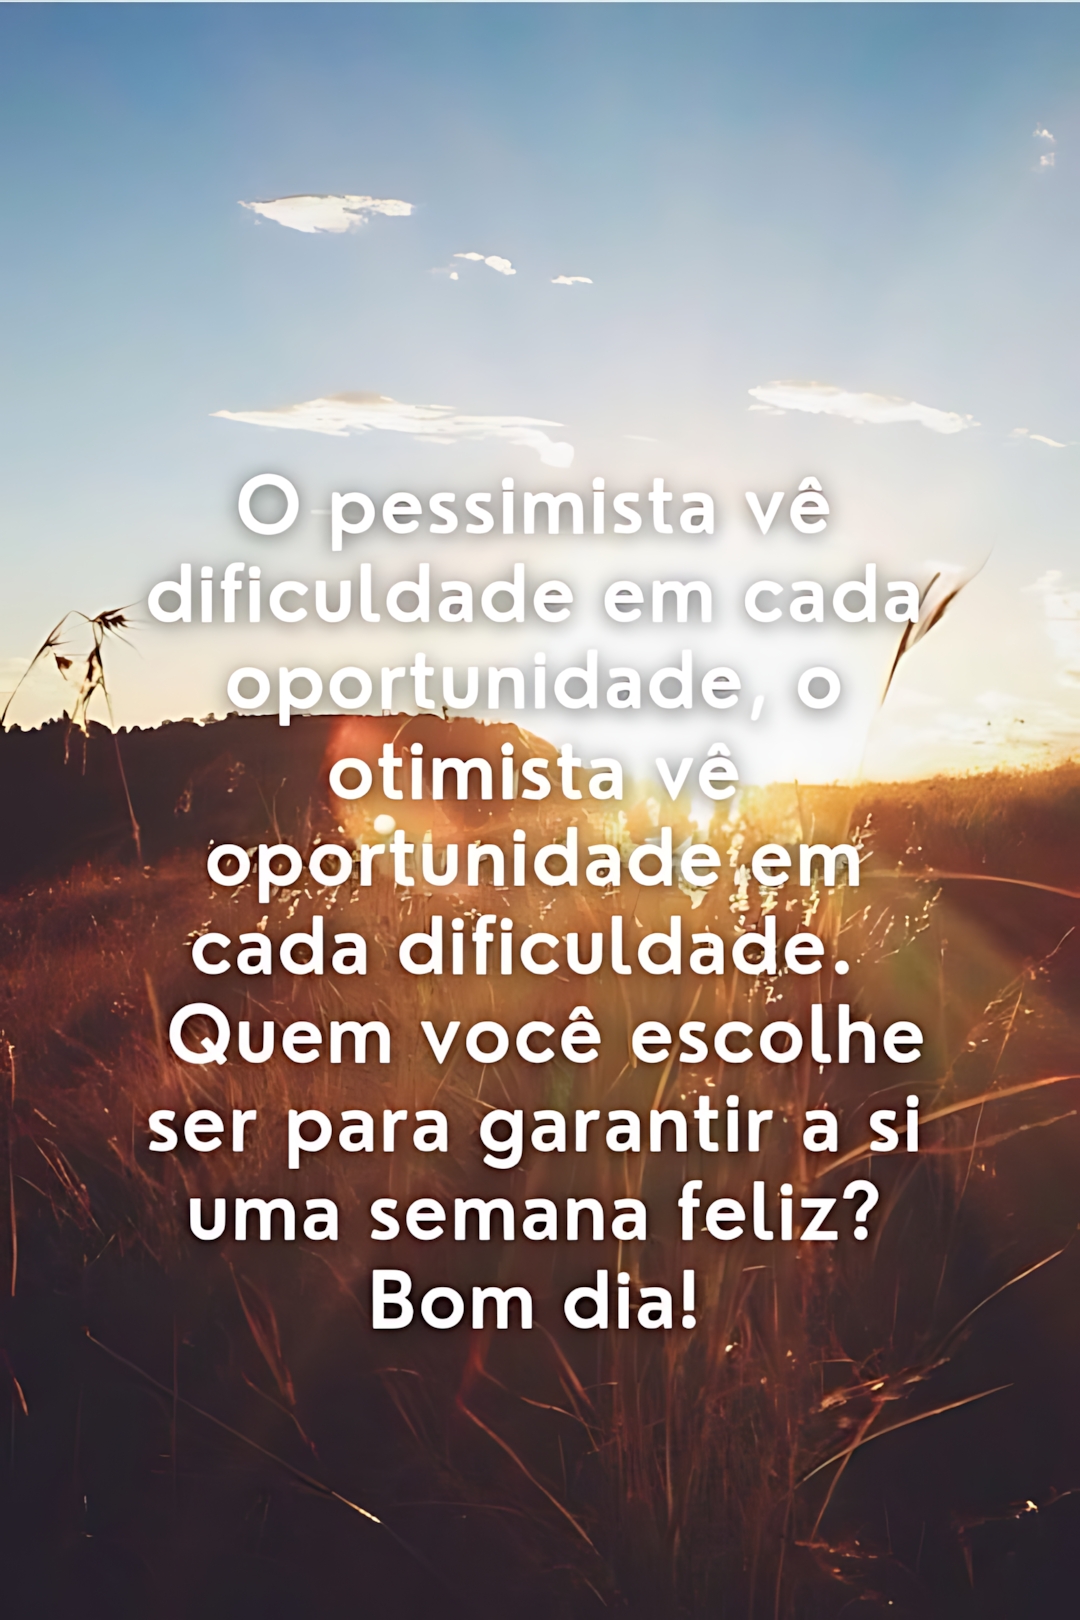 O pessimista vê
dificuldade em cada
oportunidade, o
otimista vê
oportunidade em
cada dificuldade.
Quem você escolhe
ser para garantir a si
uma semana feliz?
Bom dia!